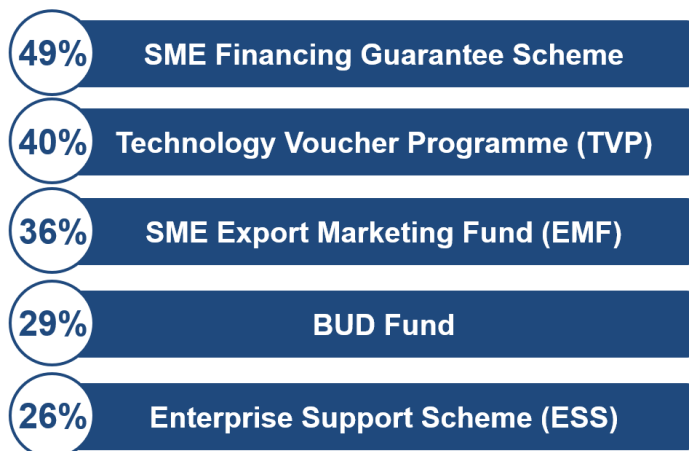 49% SME Financing Guarantee Scheme
40% Technology Voucher Programme (TVP)
36% SME Export Marketing Fund (EMF)
29% BUD Fund
26% Enterprise Support Scheme (ESS)